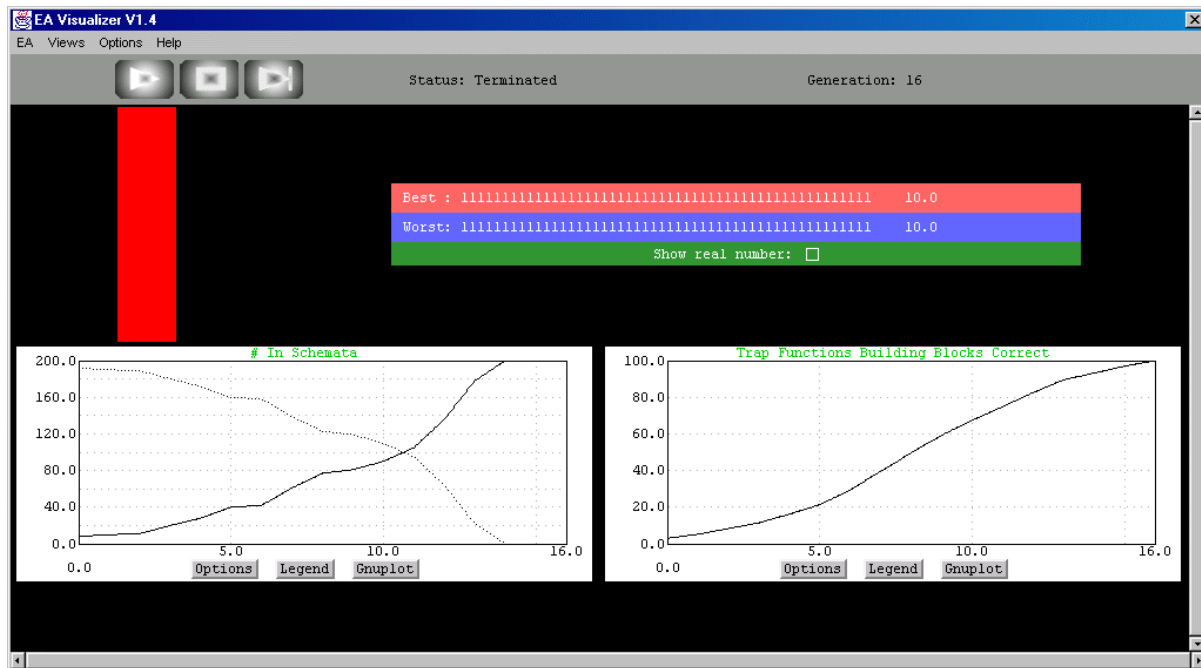 EA Visualizer V1.4
EA Views Options Help
Status: Terminated
Generation: 16
Best : 11111111111111111111111111111111111111111111111111 10.0
Worst: 11111111111111111111111111111111111111111111111111 10.0
Show real number:
# In Schemata
200.0
160.0
120.0
80.0
40.0
0.0
0.0 5.0 10.0 16.0
Options Legend Gnuplot
Trap Functions Building Blocks Correct
100.0
80.0
60.0
40.0
20.0
0.0
0.0 5.0 10.0 16.0
Options Legend Gnuplot